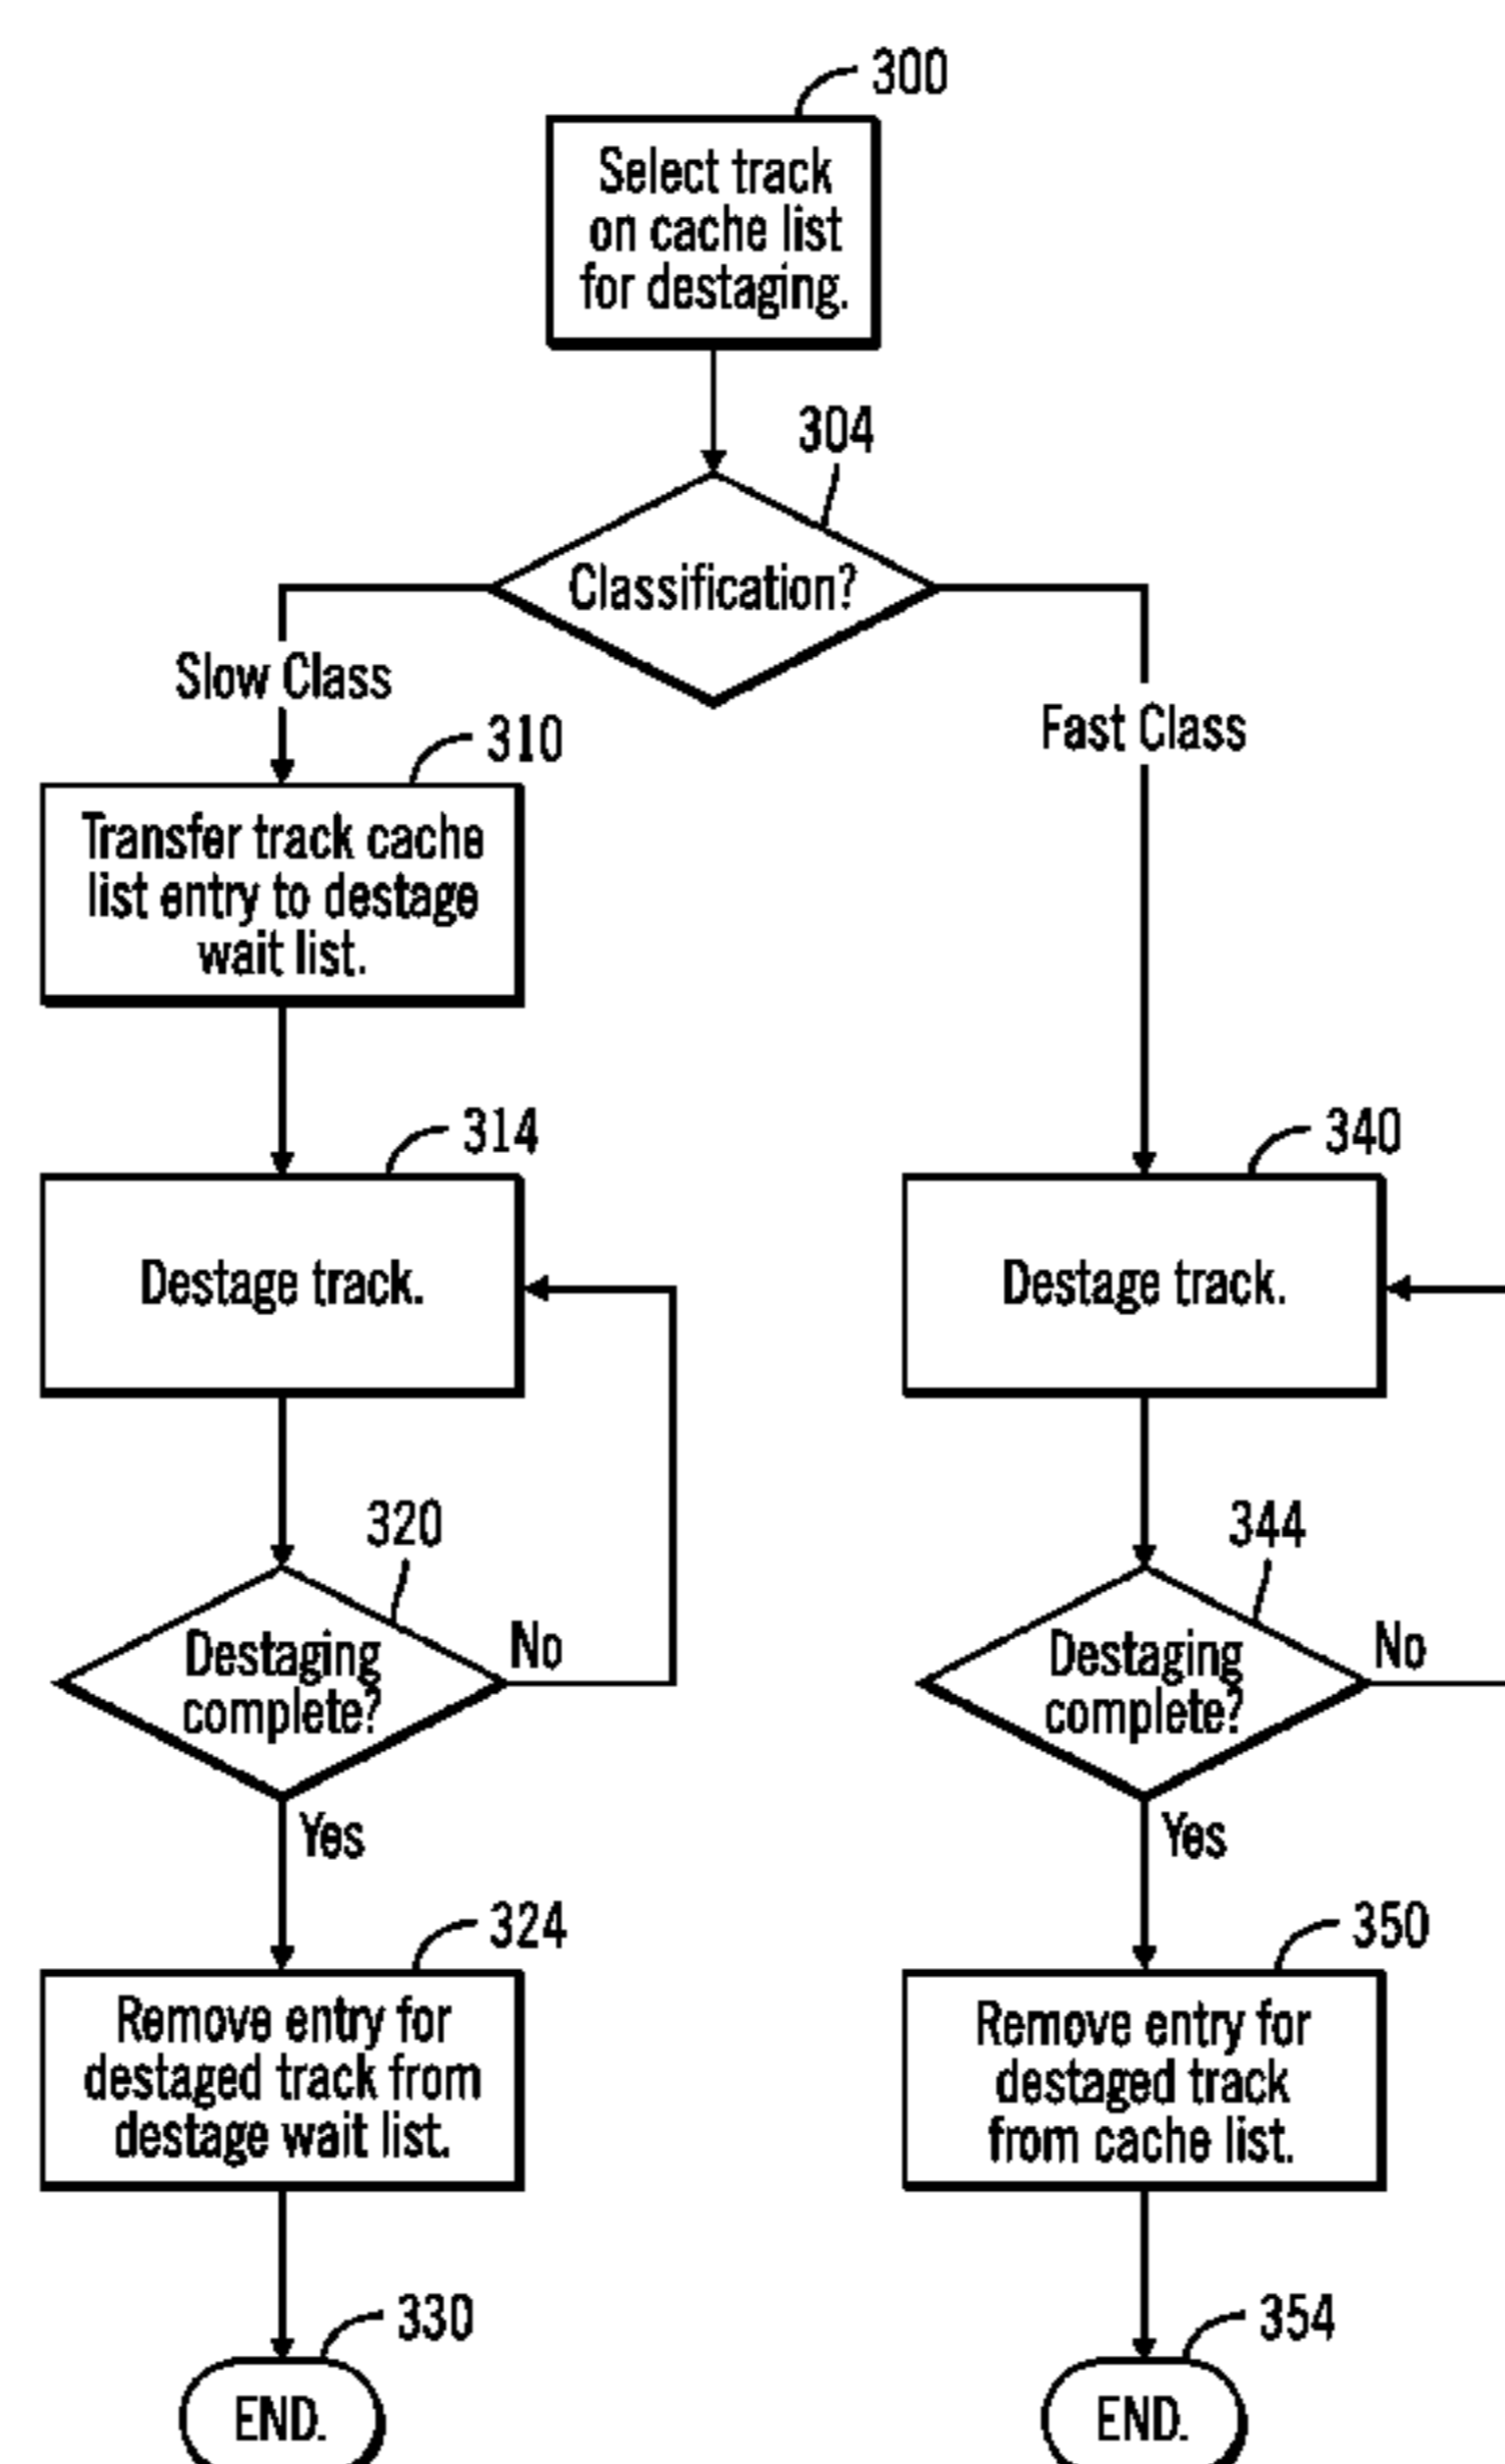 300
Select track
on cache list
for destaging.
304
Classification?
Slow Class
Fast Class
310
Transfer track cache
list entry to destage
wait list.
314
Destage track.
340
Destage track.
320
Destaging
complete?
No
Yes
344
Destaging
complete?
No
Yes
324
Remove entry for
destaged track from
destage wait list.
350
Remove entry for
destaged track
from cache list.
330
END.
354
END.